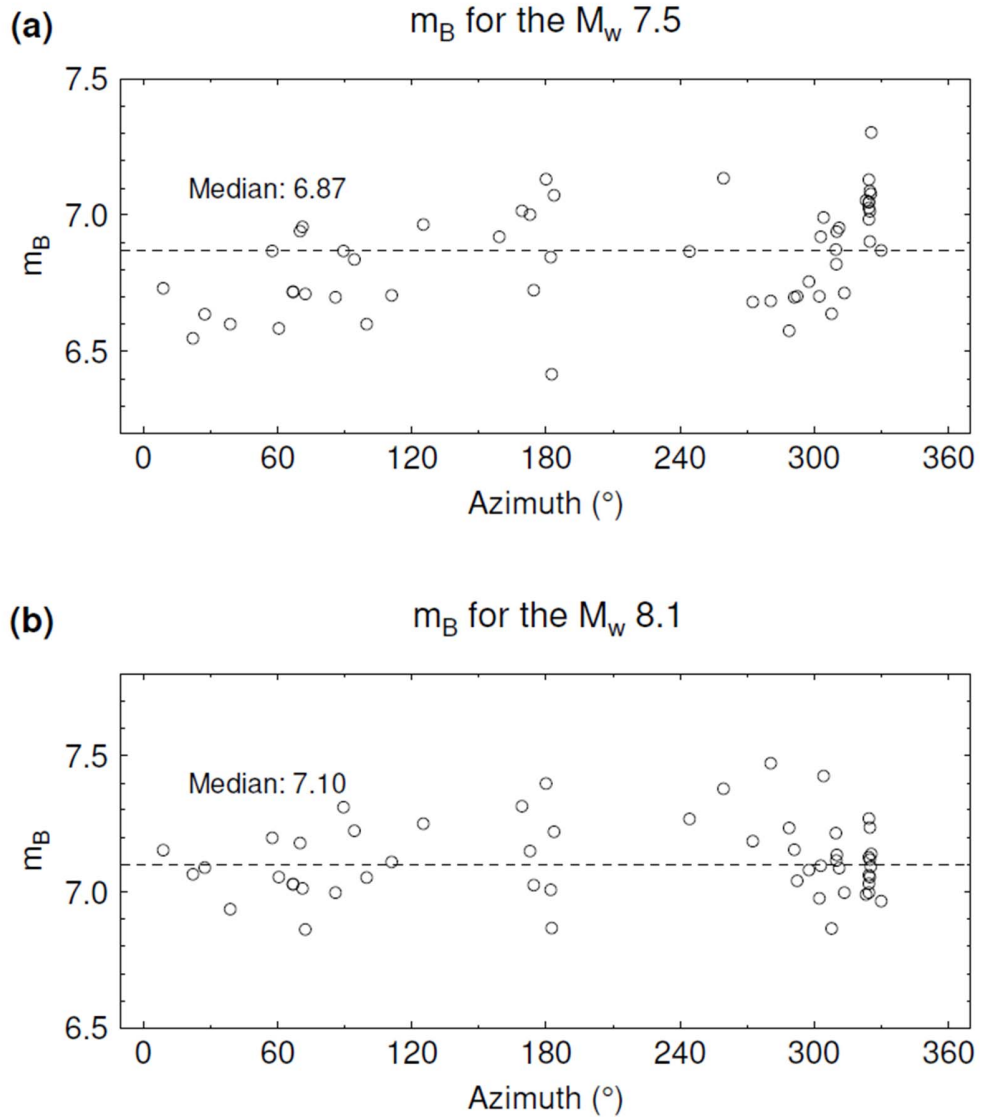 (a)
m_B for the M_w 7.5
7.5
7.0
6.5
m_B
Median: 6.87
0 60 120 180 240 300 360
Azimuth (°)
(b)
m_B for the M_w 8.1
7.5
7.0
6.5
m_B
Median: 7.10
0 60 120 180 240 300 360
Azimuth (°)